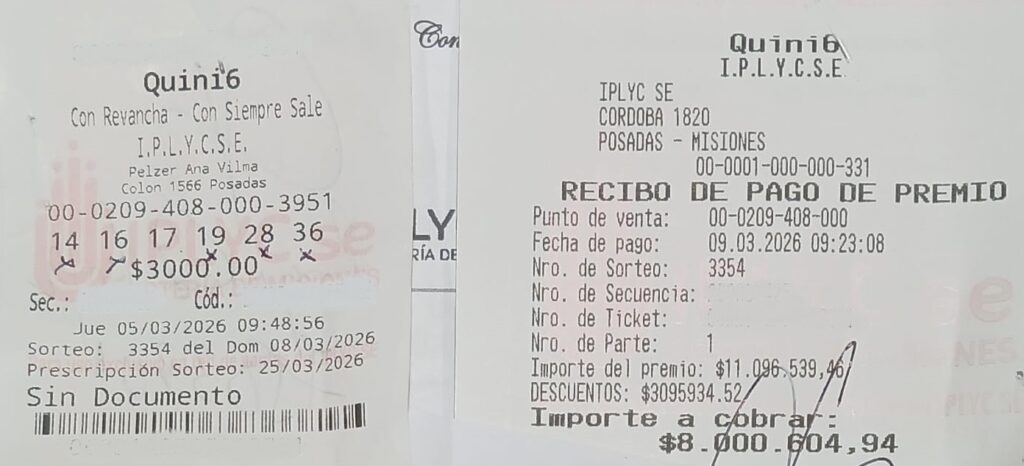 Quini6
Con Revancha - Con Siempre Sale
I.P.L.Y.C.S.E.
Pelzer Ana Vilma
Colon 1566 Posadas
00-0209-408-000-3951
14 16 17 19 28 36
$3000.00
Sec.: Cód.:
Jue 05/03/2026 09:48:56
Sorteo: 3354 del Dom 08/03/2026
Prescripción Sorteo: 25/03/2026
Sin Documento
Con
LY
RÍA DE
Quini6
I.P.L.Y.C.S.E.
IPLYC SE
CORDOBA 1820
POSADAS - MISIONES
00-0001-000-000-331
RECIBO DE PAGO DE PREMIO
Punto de venta: 00-0209-408-000
Fecha de pago: 09.03.2026 09:23:08
Nro. de Sorteo: 3354
Nro. de Secuencia:
Nro. de Ticket:
Nro. de Parte: 1
Importe del premio: $11.096.539,46
DESCUENTOS: $3095934.52
Importe a cobrar:
$8.000.604,94